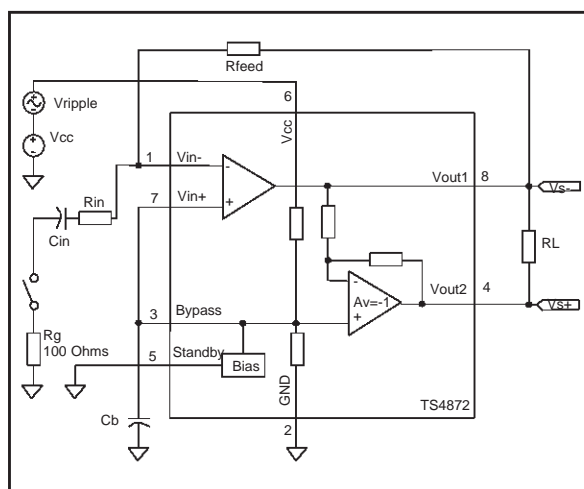 Rfeed
6
Vripple
Vcc
Vcc
1
Vin-
-
Vout1
8
Vs-
7
Vin+
+
Rin
Cin
RL
-
Av=-1
+
Vout2
4
Vs+
3
Bypass
Rg
100 Ohms
5
Standby
Bias
GND
TS4872
Cb
2